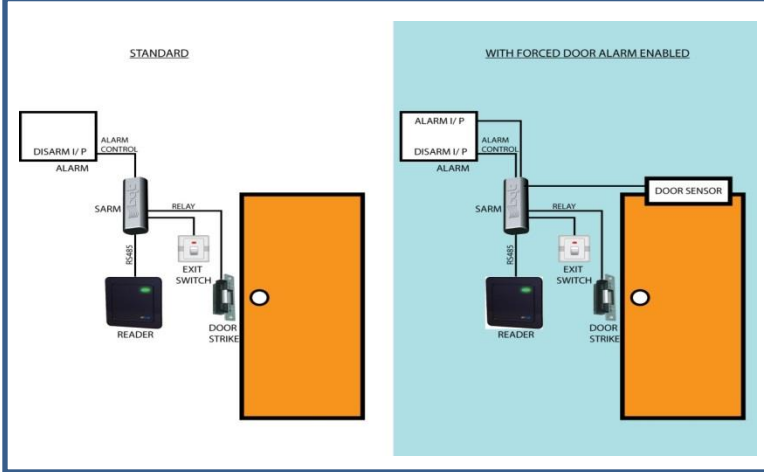 STANDARD
DISARM I/ P
ALARM
CONTROL
ALARM
SARM
RELAY
RS485
EXIT
SWITCH
READER
DOOR
STRIKE
WITH FORCED DOOR ALARM ENABLED
ALARM I/ P
DISARM I/ P
ALARM
CONTROL
ALARM
DOOR SENSOR
SARM
RELAY
RS485
EXIT
SWITCH
READER
DOOR
STRIKE